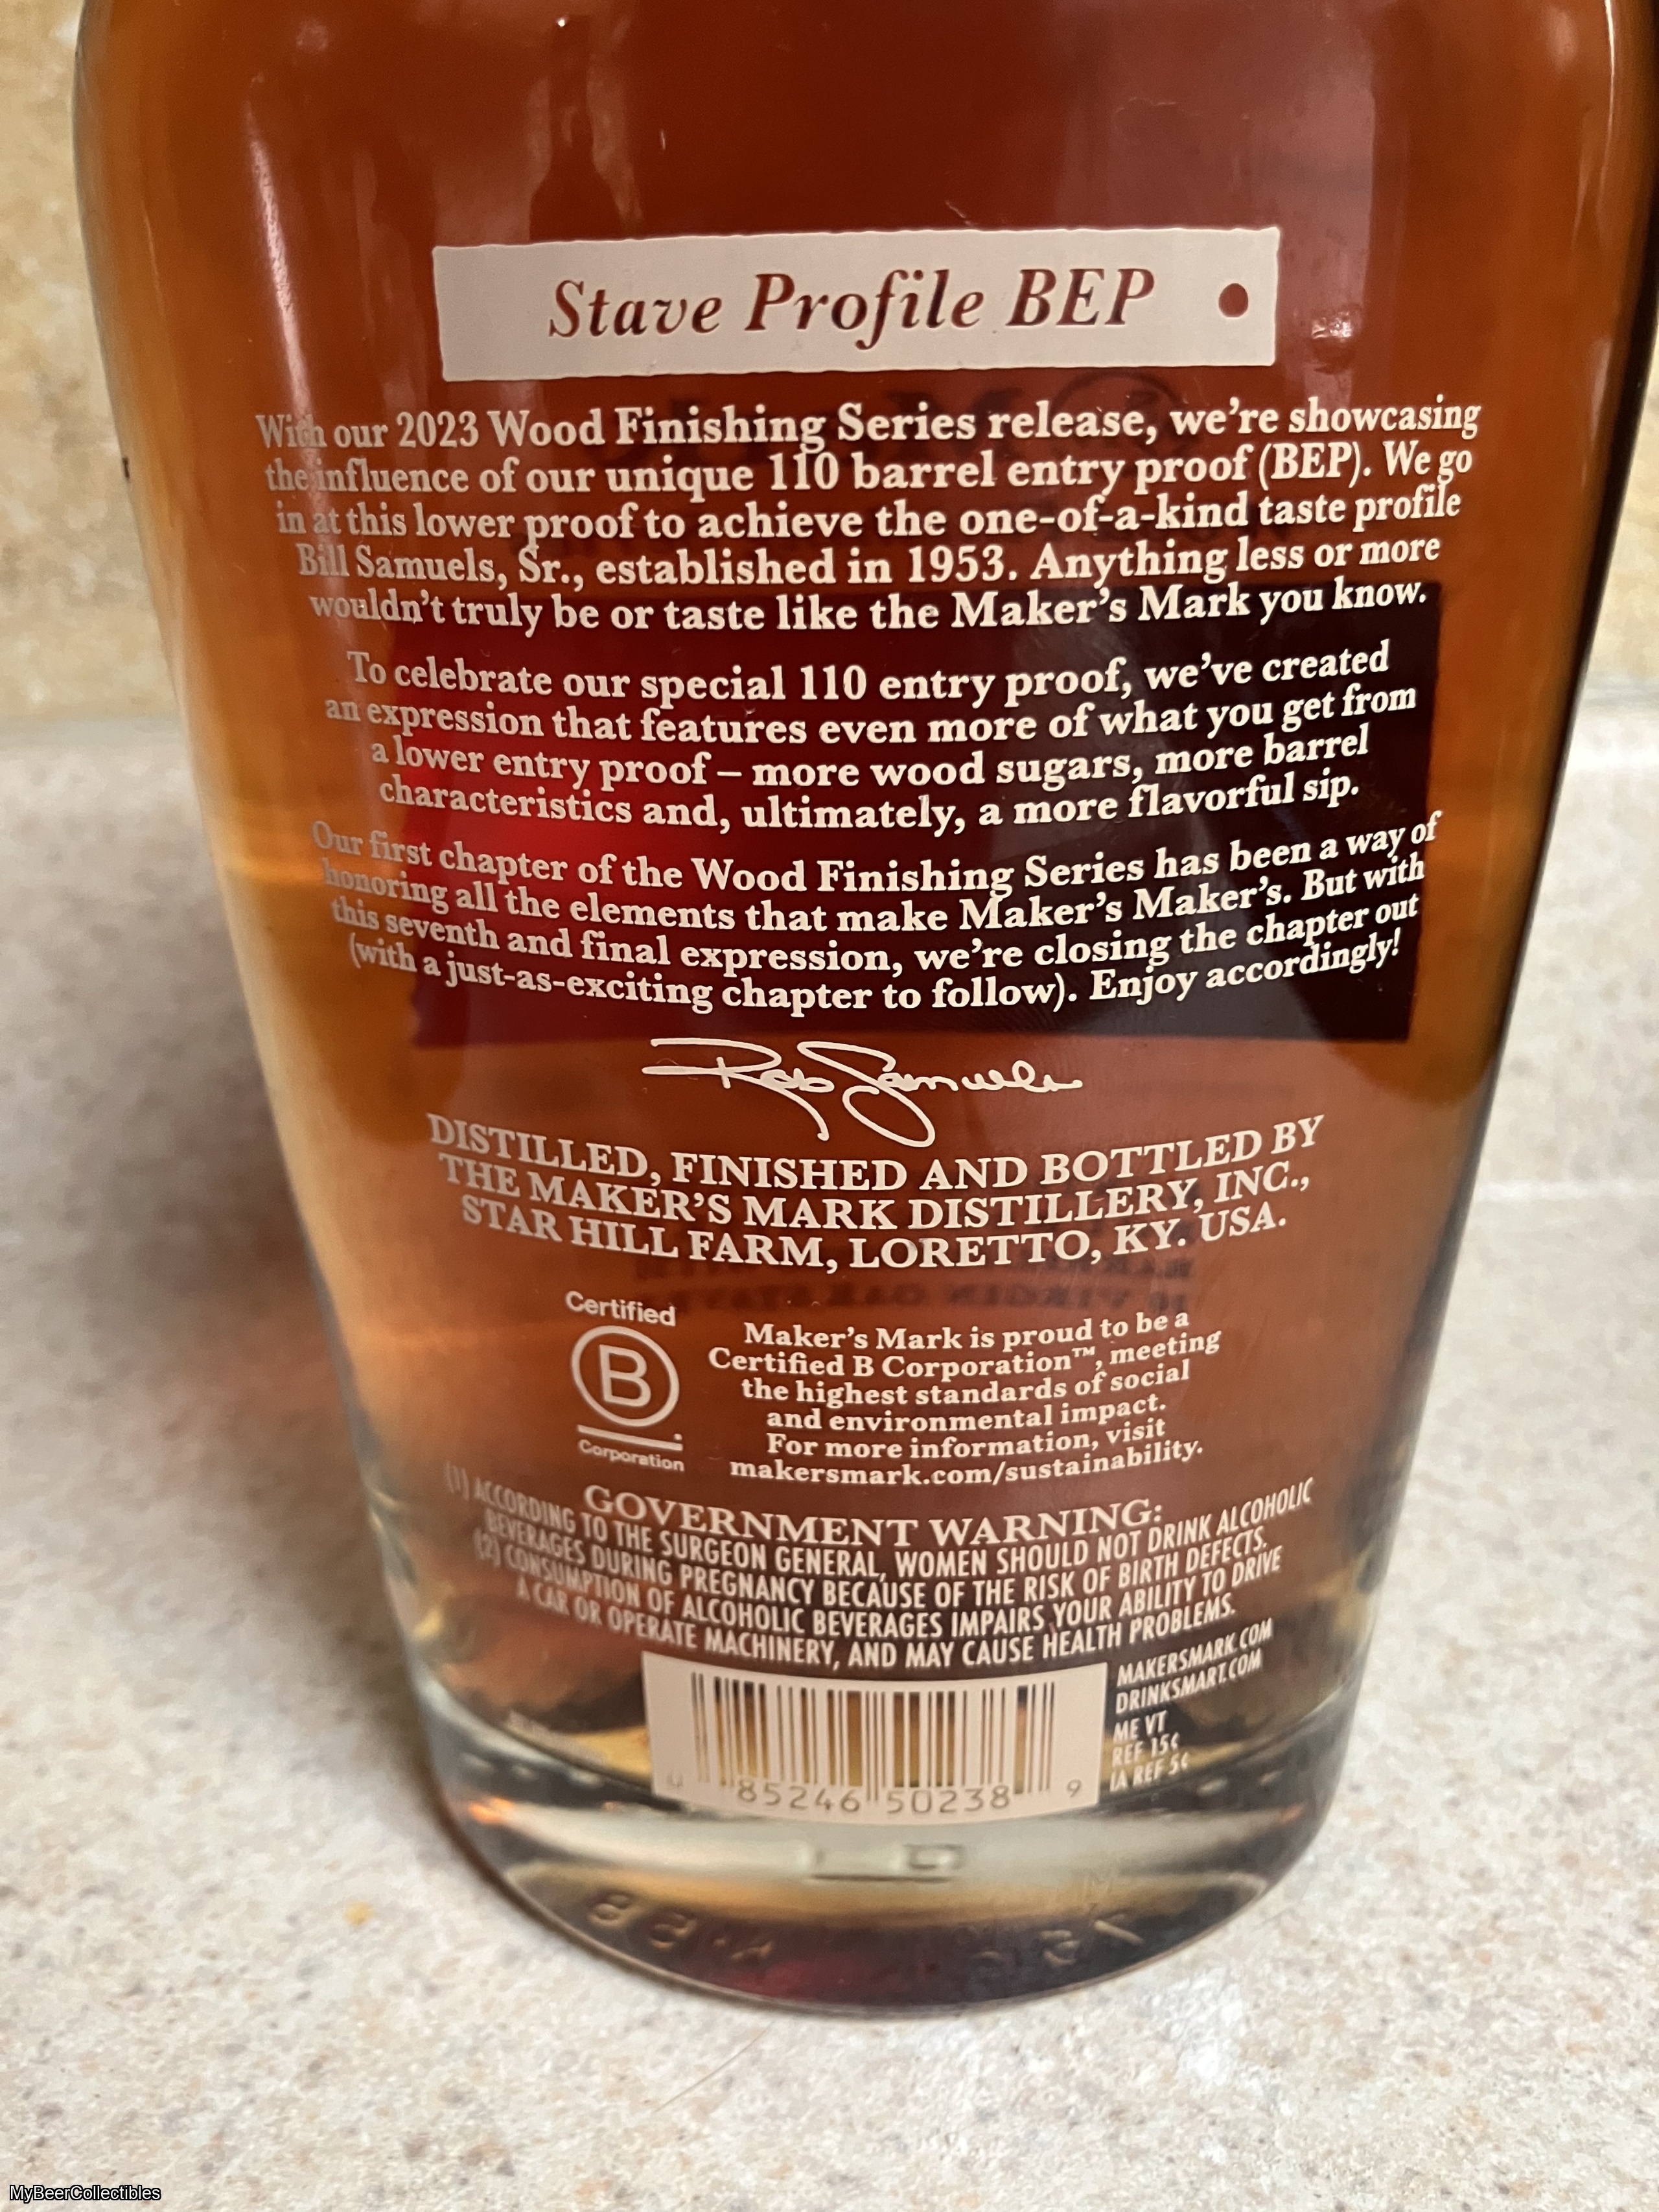 Stave Profile BEP
With our 2023 Wood Finishing Series release, we're showcasing
the influence of our unique 110 barrel entry proof (BEP). We go
in at this lower proof to achieve the one-of-a-kind taste profile
Bill Samuels, Sr., established in 1953. Anything less or more
wouldn't truly be or taste like the Maker's Mark you know.
To celebrate our special 110 entry proof, we've created
an expression that features even more of what you get from
a lower entry proof – more wood sugars, more barrel
characteristics and, ultimately, a more flavorful sip.
Our first chapter of the Wood Finishing Series has been a way of
honoring all the elements that make Maker's Maker's. But with
this seventh and final expression, we're closing the chapter out
(with a just-as-exciting chapter to follow). Enjoy accordingly!
Rob Samuels
DISTILLED, FINISHED AND BOTTLED BY
THE MAKER'S MARK DISTILLERY, INC.,
STAR HILL FARM, LORETTO, KY. USA.
Certified
B
Corporation
Maker's Mark is proud to be a
Certified B Corporation™, meeting
the highest standards of social
and environmental impact.
For more information, visit
makersmark.com/sustainability.
GOVERNMENT WARNING:
(1) ACCORDING TO THE SURGEON GENERAL, WOMEN SHOULD NOT DRINK ALCOHOLIC
BEVERAGES DURING PREGNANCY BECAUSE OF THE RISK OF BIRTH DEFECTS.
(2) CONSUMPTION OF ALCOHOLIC BEVERAGES IMPAIRS YOUR ABILITY TO DRIVE
A CAR OR OPERATE MACHINERY, AND MAY CAUSE HEALTH PROBLEMS.
MAKERSMARK.COM
DRINKSMART.COM
ME VT
REF 15¢
IA REF 5¢
0 85246 50238 9
MyBeerCollectibles